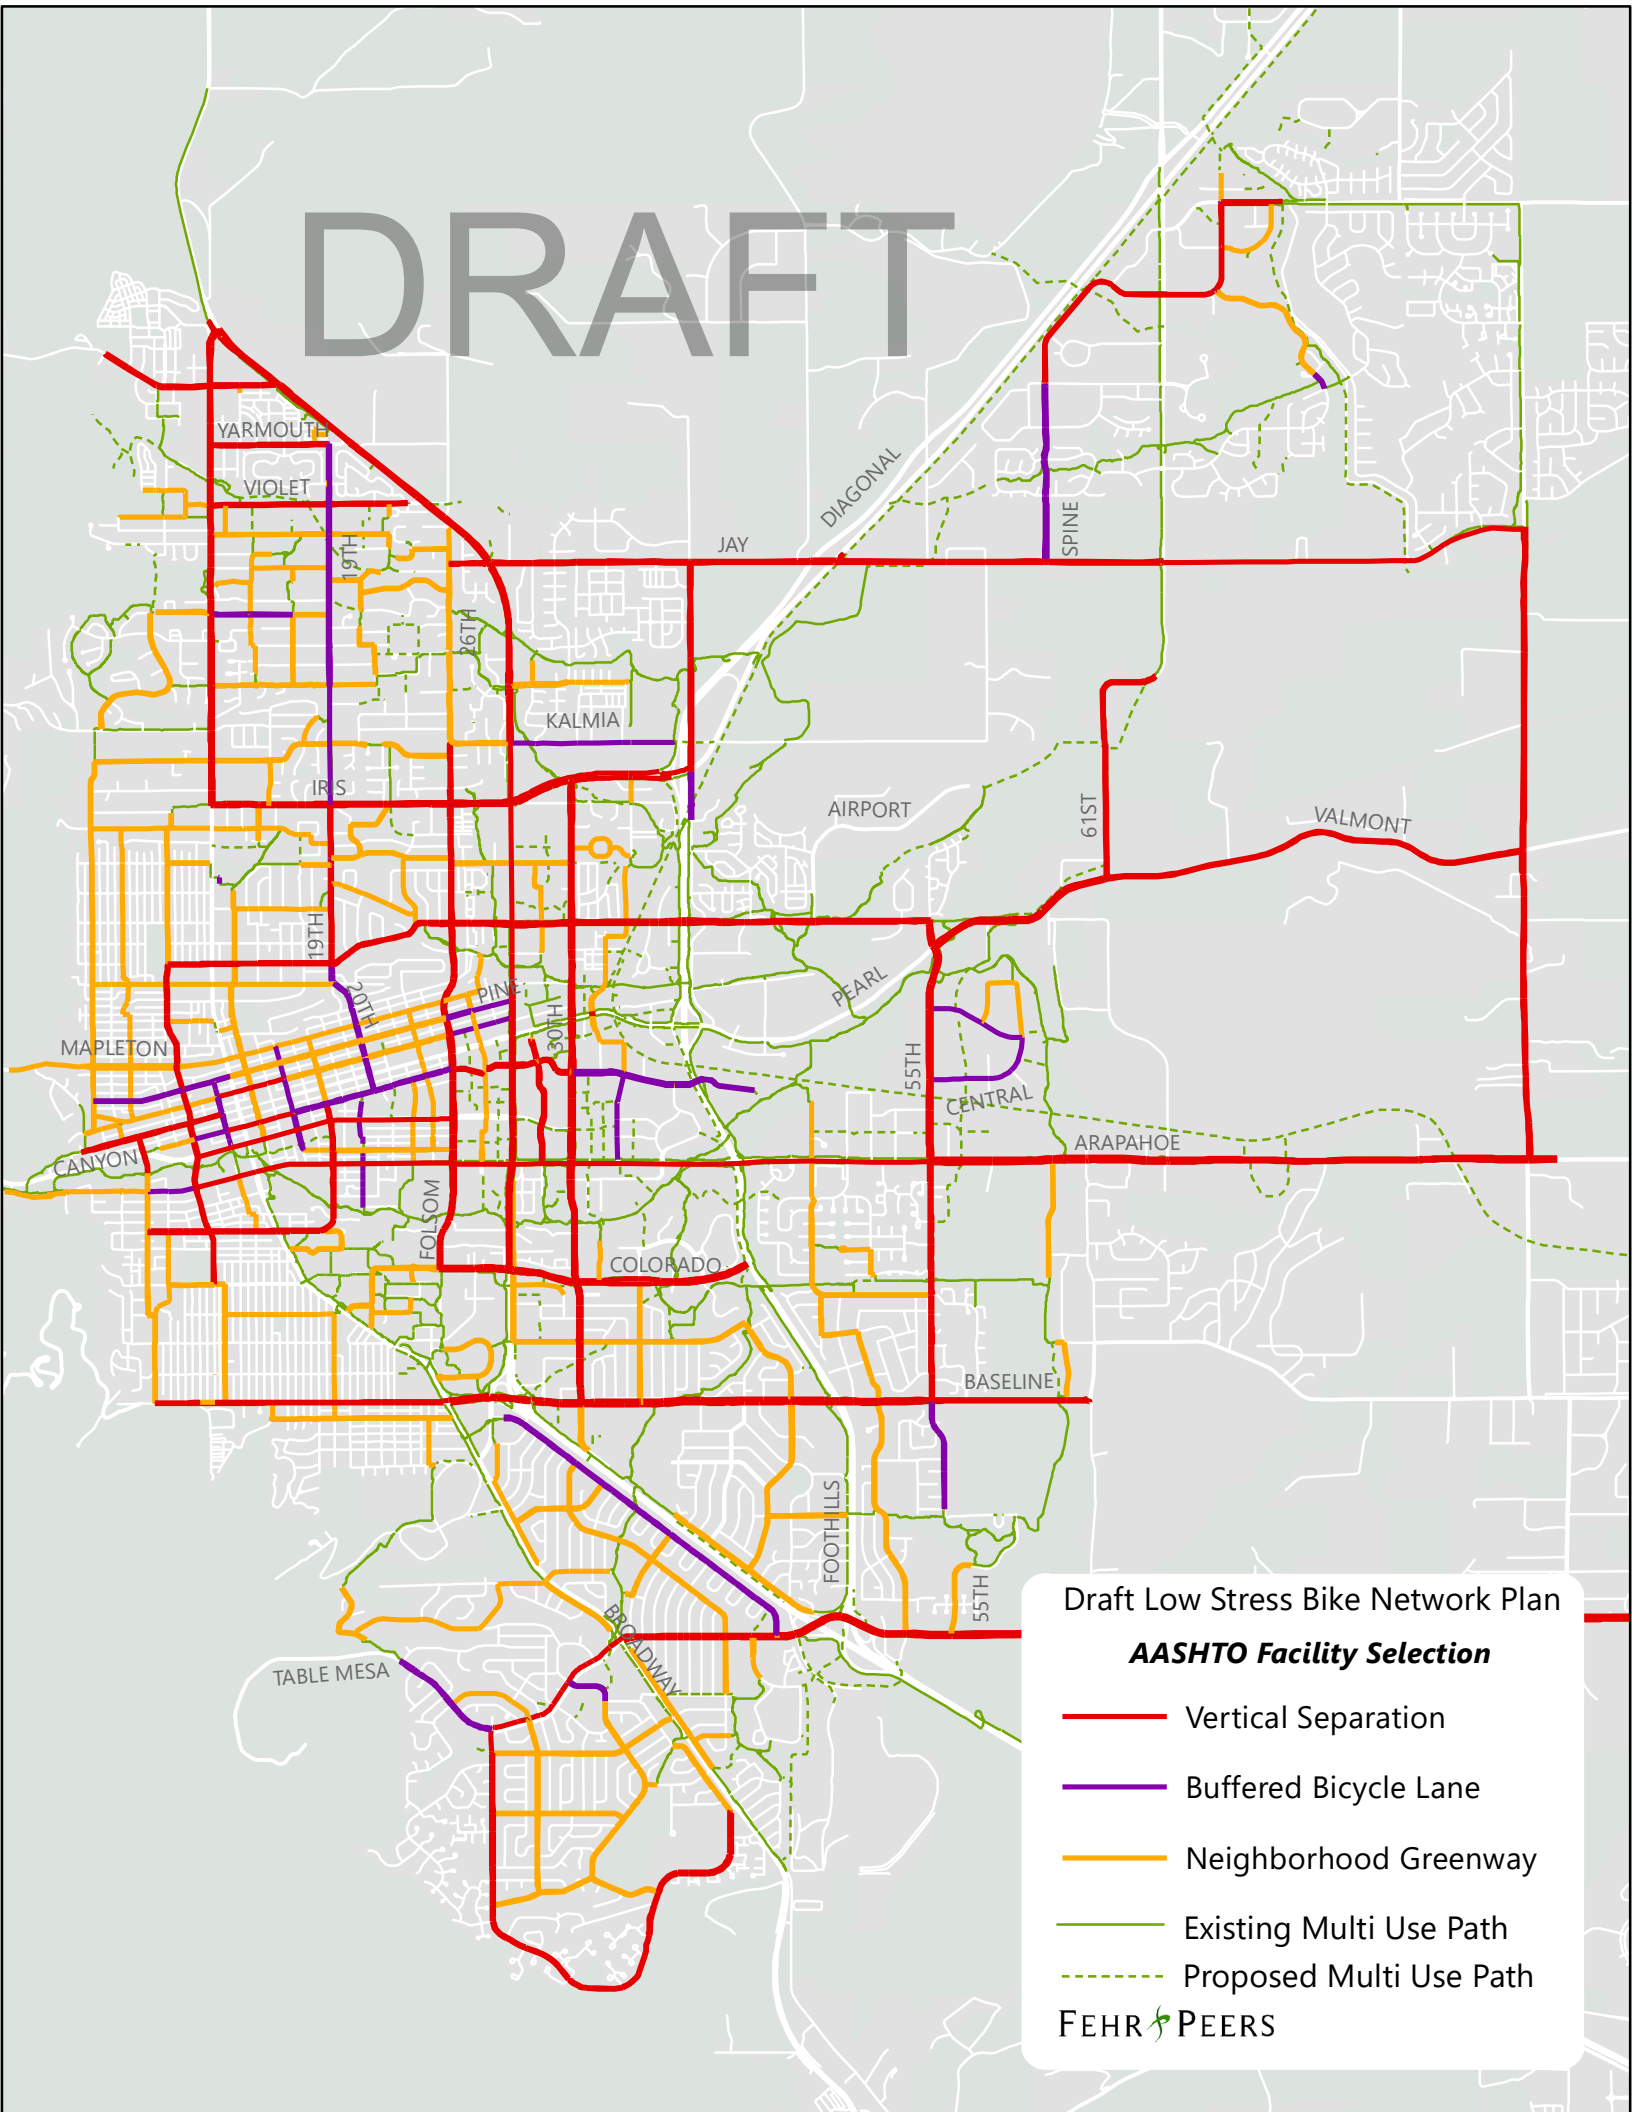 DRAFT
YARMOUTH
VIOLET
19TH
DIAGONAL
SPINE
JAY
26TH
KALMIA
IRIS
AIRPORT
61ST
VALMONT
19TH
20TH
PINE
30TH
PEARL
MAPLETON
55TH
CENTRAL
ARAPAHOE
CANYON
FOLSOM
COLORADO
BASELINE
FOOTHILLS
55TH
BROADWAY
TABLE MESA
Draft Low Stress Bike Network Plan
AASHTO Facility Selection
Vertical Separation
Buffered Bicycle Lane
Neighborhood Greenway
Existing Multi Use Path
Proposed Multi Use Path
FEHR PEERS